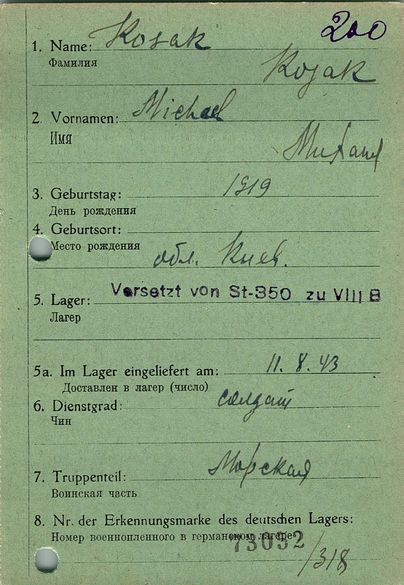 200
1. Name: Kosak
Фамилия
Kozak
2. Vornamen: Michael
Имя
Михаил
3. Geburtstag: 1919
День рождения
4. Geburtsort:
Место рождения
обл. Киев.
5. Lager: Versetzt von St-350 zu VIII B
Лагерь
5a. Im Lager eingeliefert am: 11. 8. 43
Доставлен в лагерь (число)
6. Dienstgrad: солдат
Чин
7. Truppenteil: Морская
Воинская часть
8. Nr. der Erkennungsmarke des deutschen Lagers:
Номер военнопленного в германском лагере
73032
/318